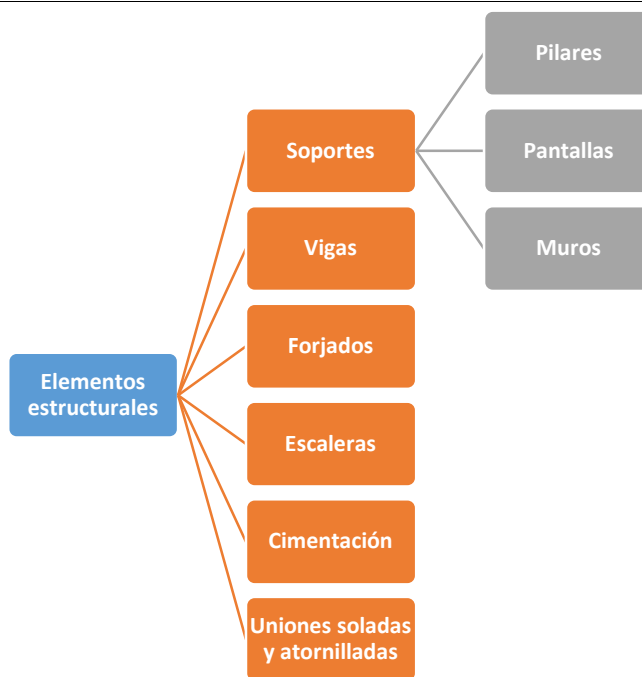 Elementos
estructurales
Soportes
Pilares
Pantallas
Muros
Vigas
Forjados
Escaleras
Cimentación
Uniones soladas
y atornilladas